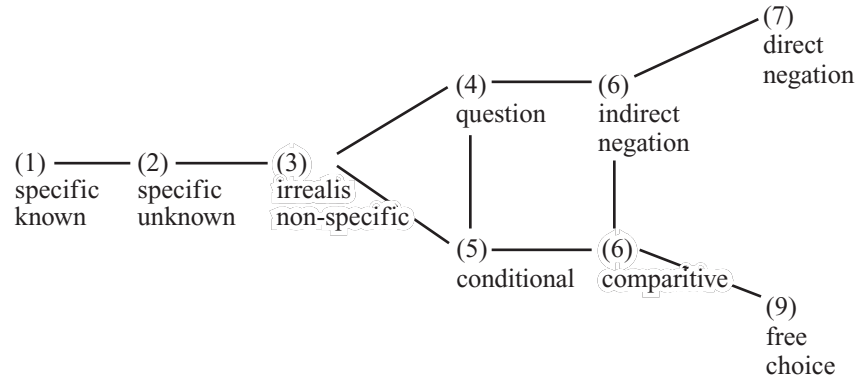 (1)
specific
known
(2)
specific
unknown
(3)
irrealis
non-specific
(4)
question
(5)
conditional
(6)
indirect
negation
(6)
comparitive
(7)
direct
negation
(9)
free
choice